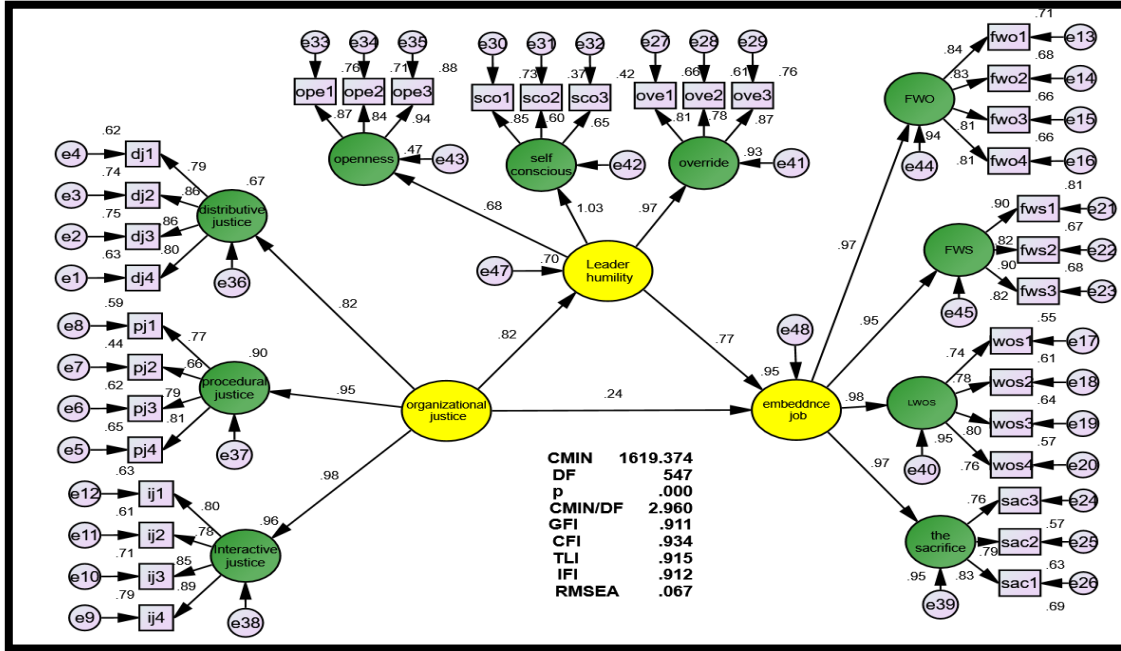 e33 e34 e35
.76 .71 .88
ope1 ope2 ope3
.87 .84 .94
openness
.47 e43
e30 e31 e32
.73 .37 .42
sco1 sco2 sco3
.85 .60 .65
self
conscious
e42
e27 e28 e29
.66 .61 .76
ove1 ove2 ove3
.81 .78 .87
override
.93 e41
.71
fwo1 e13
.84
.68
fwo2 e14
.83
.66
fwo3 e15
.81
.66
fwo4 e16
.81
FWO
.94
e44
.62
e4 dj1
.79
.74
e3 dj2
.86
.75
e2 dj3
.86
.63
e1 dj4
.80
.67
distributive
justice
e36
.68 1.03 .97
.70
e47
Leader
humility
.81
fws1 e21
.90
.67
fws2 e22
.82
.90
.68
fws3 e23
.82
FWS
e45
.59
e8 pj1
.77
.44
e7 pj2
.66
.62
e6 pj3
.79
.65
e5 pj4
.81
.90
procedural
justice
e37
.82
.95
.98
organizational
justice
.82
.77
.24
e48
.95
embeddnce
job
.97
.95
.98
.97
.55
wos1 e17
.74
.61
wos2 e18
.78
.64
wos3 e19
.80
.57
wos4 e20
.76
LWOS
.95
e40
.63
e12 ij1
.80
.61
e11 ij2
.78
.71
e10 ij3
.85
.79
e9 ij4
.89
.96
Interactive
justice
e38
CMIN 1619.374
DF 547
p .000
CMIN/DF 2.960
GFI .911
CFI .934
TLI .915
IFI .912
RMSEA .067
sac3 e24
.76
.57
sac2 e25
.79
.63
sac1 e26
.83
.69
the
sacrifice
.95
e39